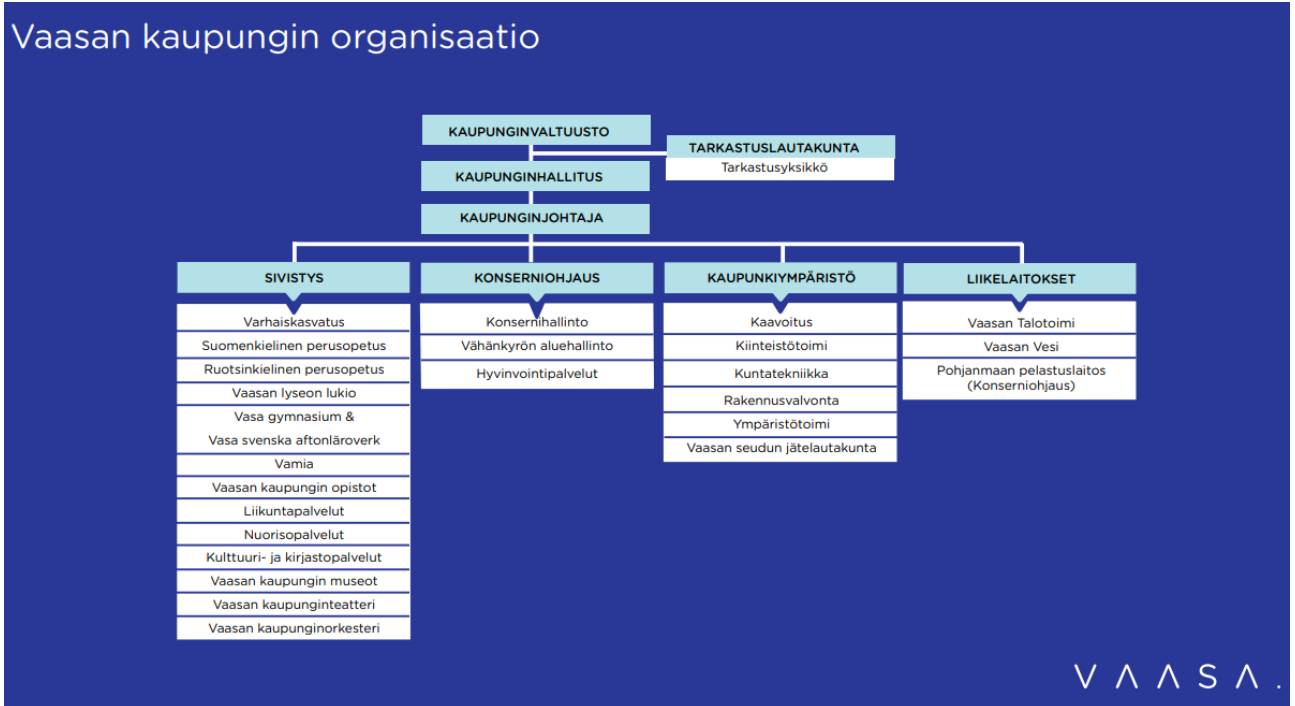 Vaasan kaupungin organisaatio
KAUPUNGINVALTUUSTO
TARKASTUSLAUTAKUNTA
Tarkastusyksikkö
KAUPUNGINHALLITUS
KAUPUNGINJOHTAJA
SIVISTYS
Varhaiskasvatus
Suomenkielinen perusopetus
Ruotsinkielinen perusopetus
Vaasan lyseon lukio
Vasa gymnasium &
Vasa svenska aftonläroverk
Vamia
Vaasan kaupungin opistot
Liikuntapalvelut
Nuorisopalvelut
Kulttuuri- ja kirjastopalvelut
Vaasan kaupungin museot
Vaasan kaupunginteatteri
Vaasan kaupunginorkesteri
KONSERNIOHJAUS
Konsernihallinto
Vähänkyrön aluehallinto
Hyvinvointipalvelut
KAUPUNKIYMPÄRISTÖ
Kaavoitus
Kiinteistötoimi
Kuntatekniikka
Rakennusvalvonta
Ympäristötoimi
Vaasan seudun jätelautakunta
LIIKELAITOKSET
Vaasan Talotoimi
Vaasan Vesi
Pohjanmaan pelastuslaitos
(Konserniohjaus)
VAASA.